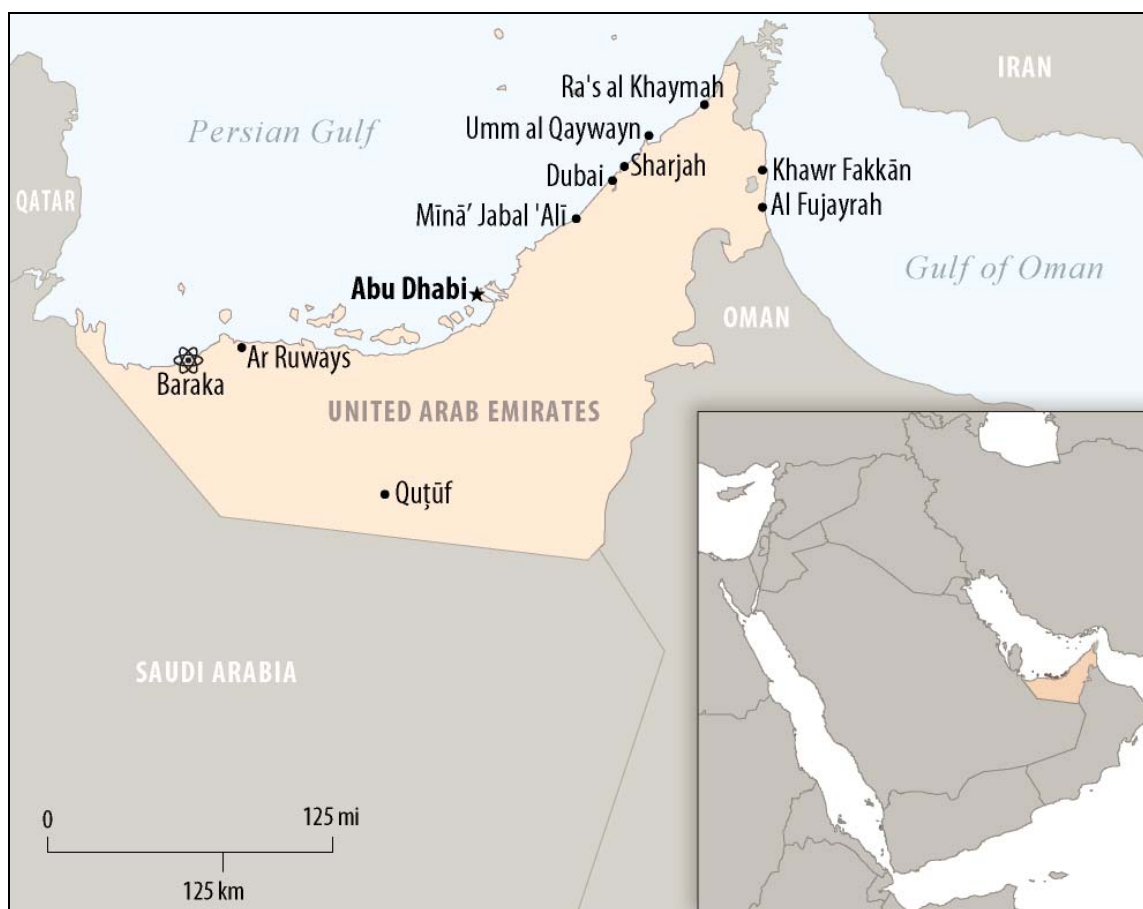 IRAN
Ra's al Khaymah
Umm al Qaywayn
Persian Gulf
Sharjah
Khawr Fakkān
Dubai
QATAR
Al Fujayrah
Mīnā’ Jabal 'Alī
Gulf of Oman
Abu Dhabi
OMAN
Ar Ruways
Baraka
UNITED ARAB EMIRATES
Quţūf
SAUDI ARABIA
0
125 mi
125 km